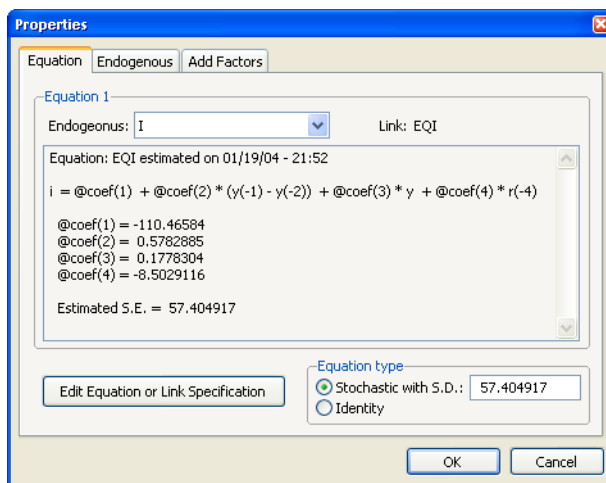 Properties
Equation Endogenous Add Factors
Equation 1
Endogeonus: I Link: EQI
Equation: EQI estimated on 01/19/04 - 21:52
i = @coef(1) + @coef(2) * (y(-1) - y(-2)) + @coef(3) * y + @coef(4) * r(-4)
@coef(1) = -110.46584
@coef(2) = 0.5782885
@coef(3) = 0.1778304
@coef(4) = -8.5029116
Estimated S.E. = 57.404917
Edit Equation or Link Specification
Equation type
Stochastic with S.D.: 57.404917
Identity
OK Cancel